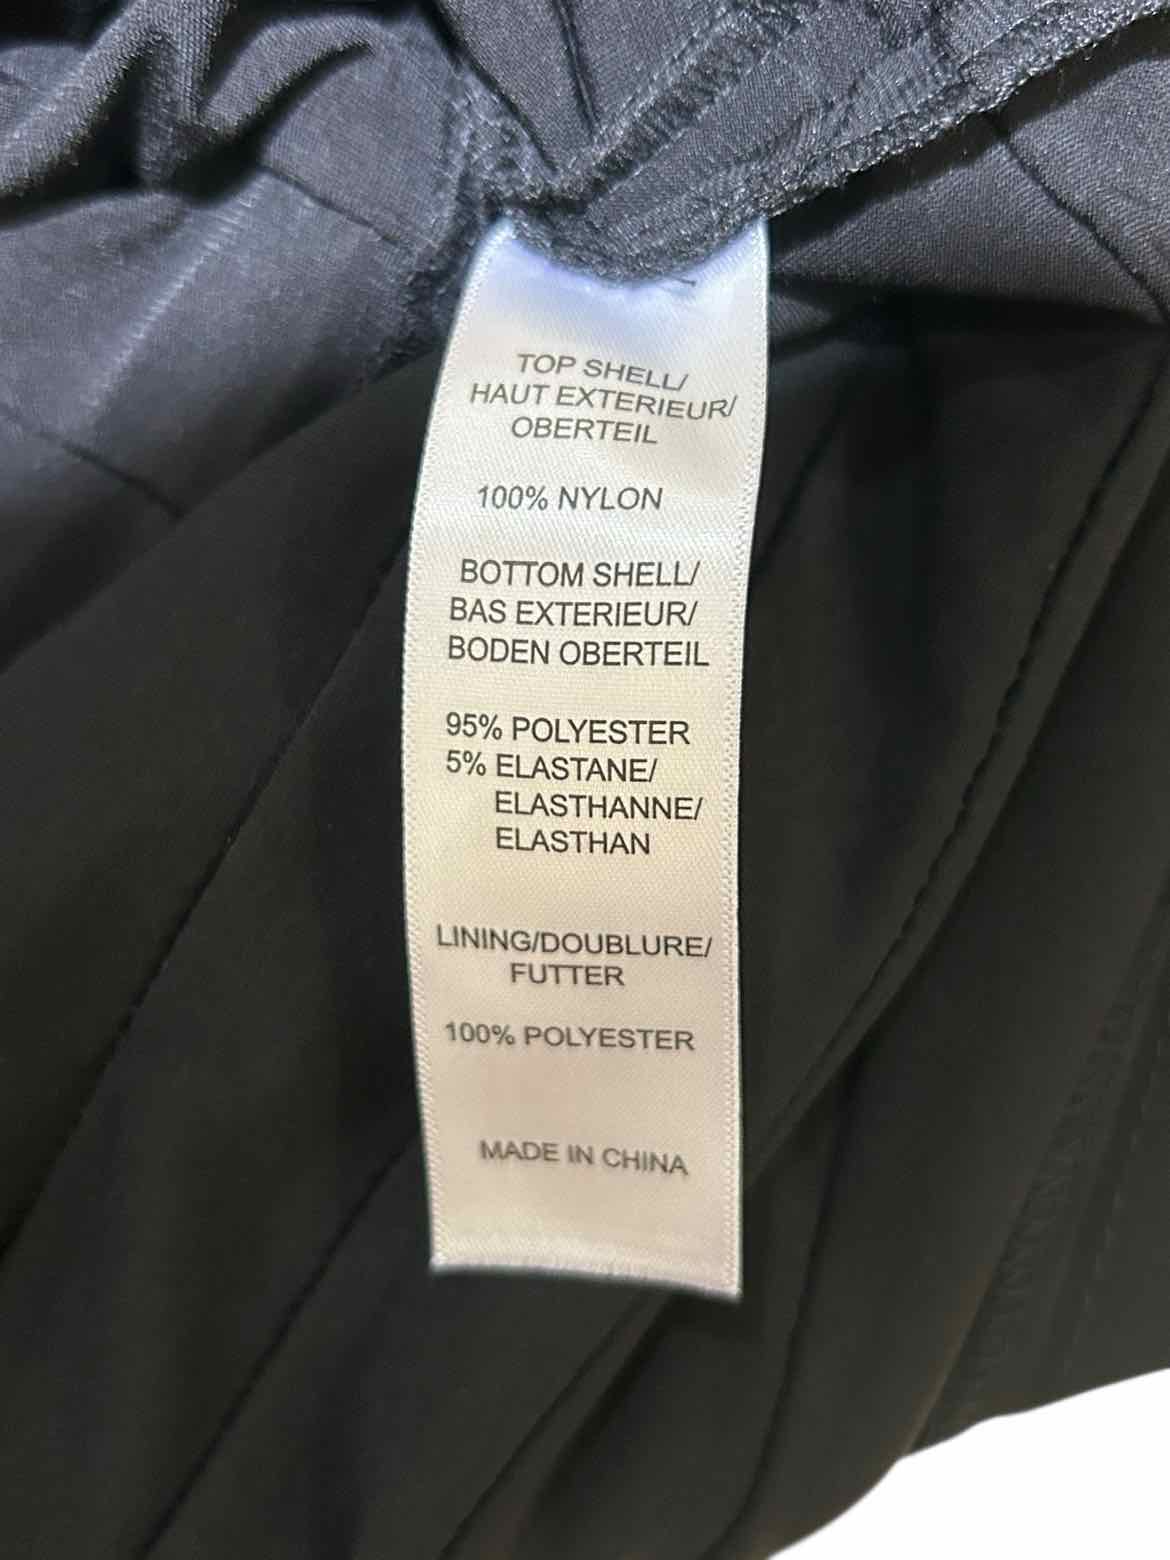 TOP SHELL/
HAUT EXTERIEUR/
OBERTEIL
100% NYLON
BOTTOM SHELL/
BAS EXTERIEUR/
BODEN OBERTEIL
95% POLYESTER
5% ELASTANE/
ELASTHANNE/
ELASTHAN
LINING/DOUBLURE/
FUTTER
100% POLYESTER
MADE IN CHINA